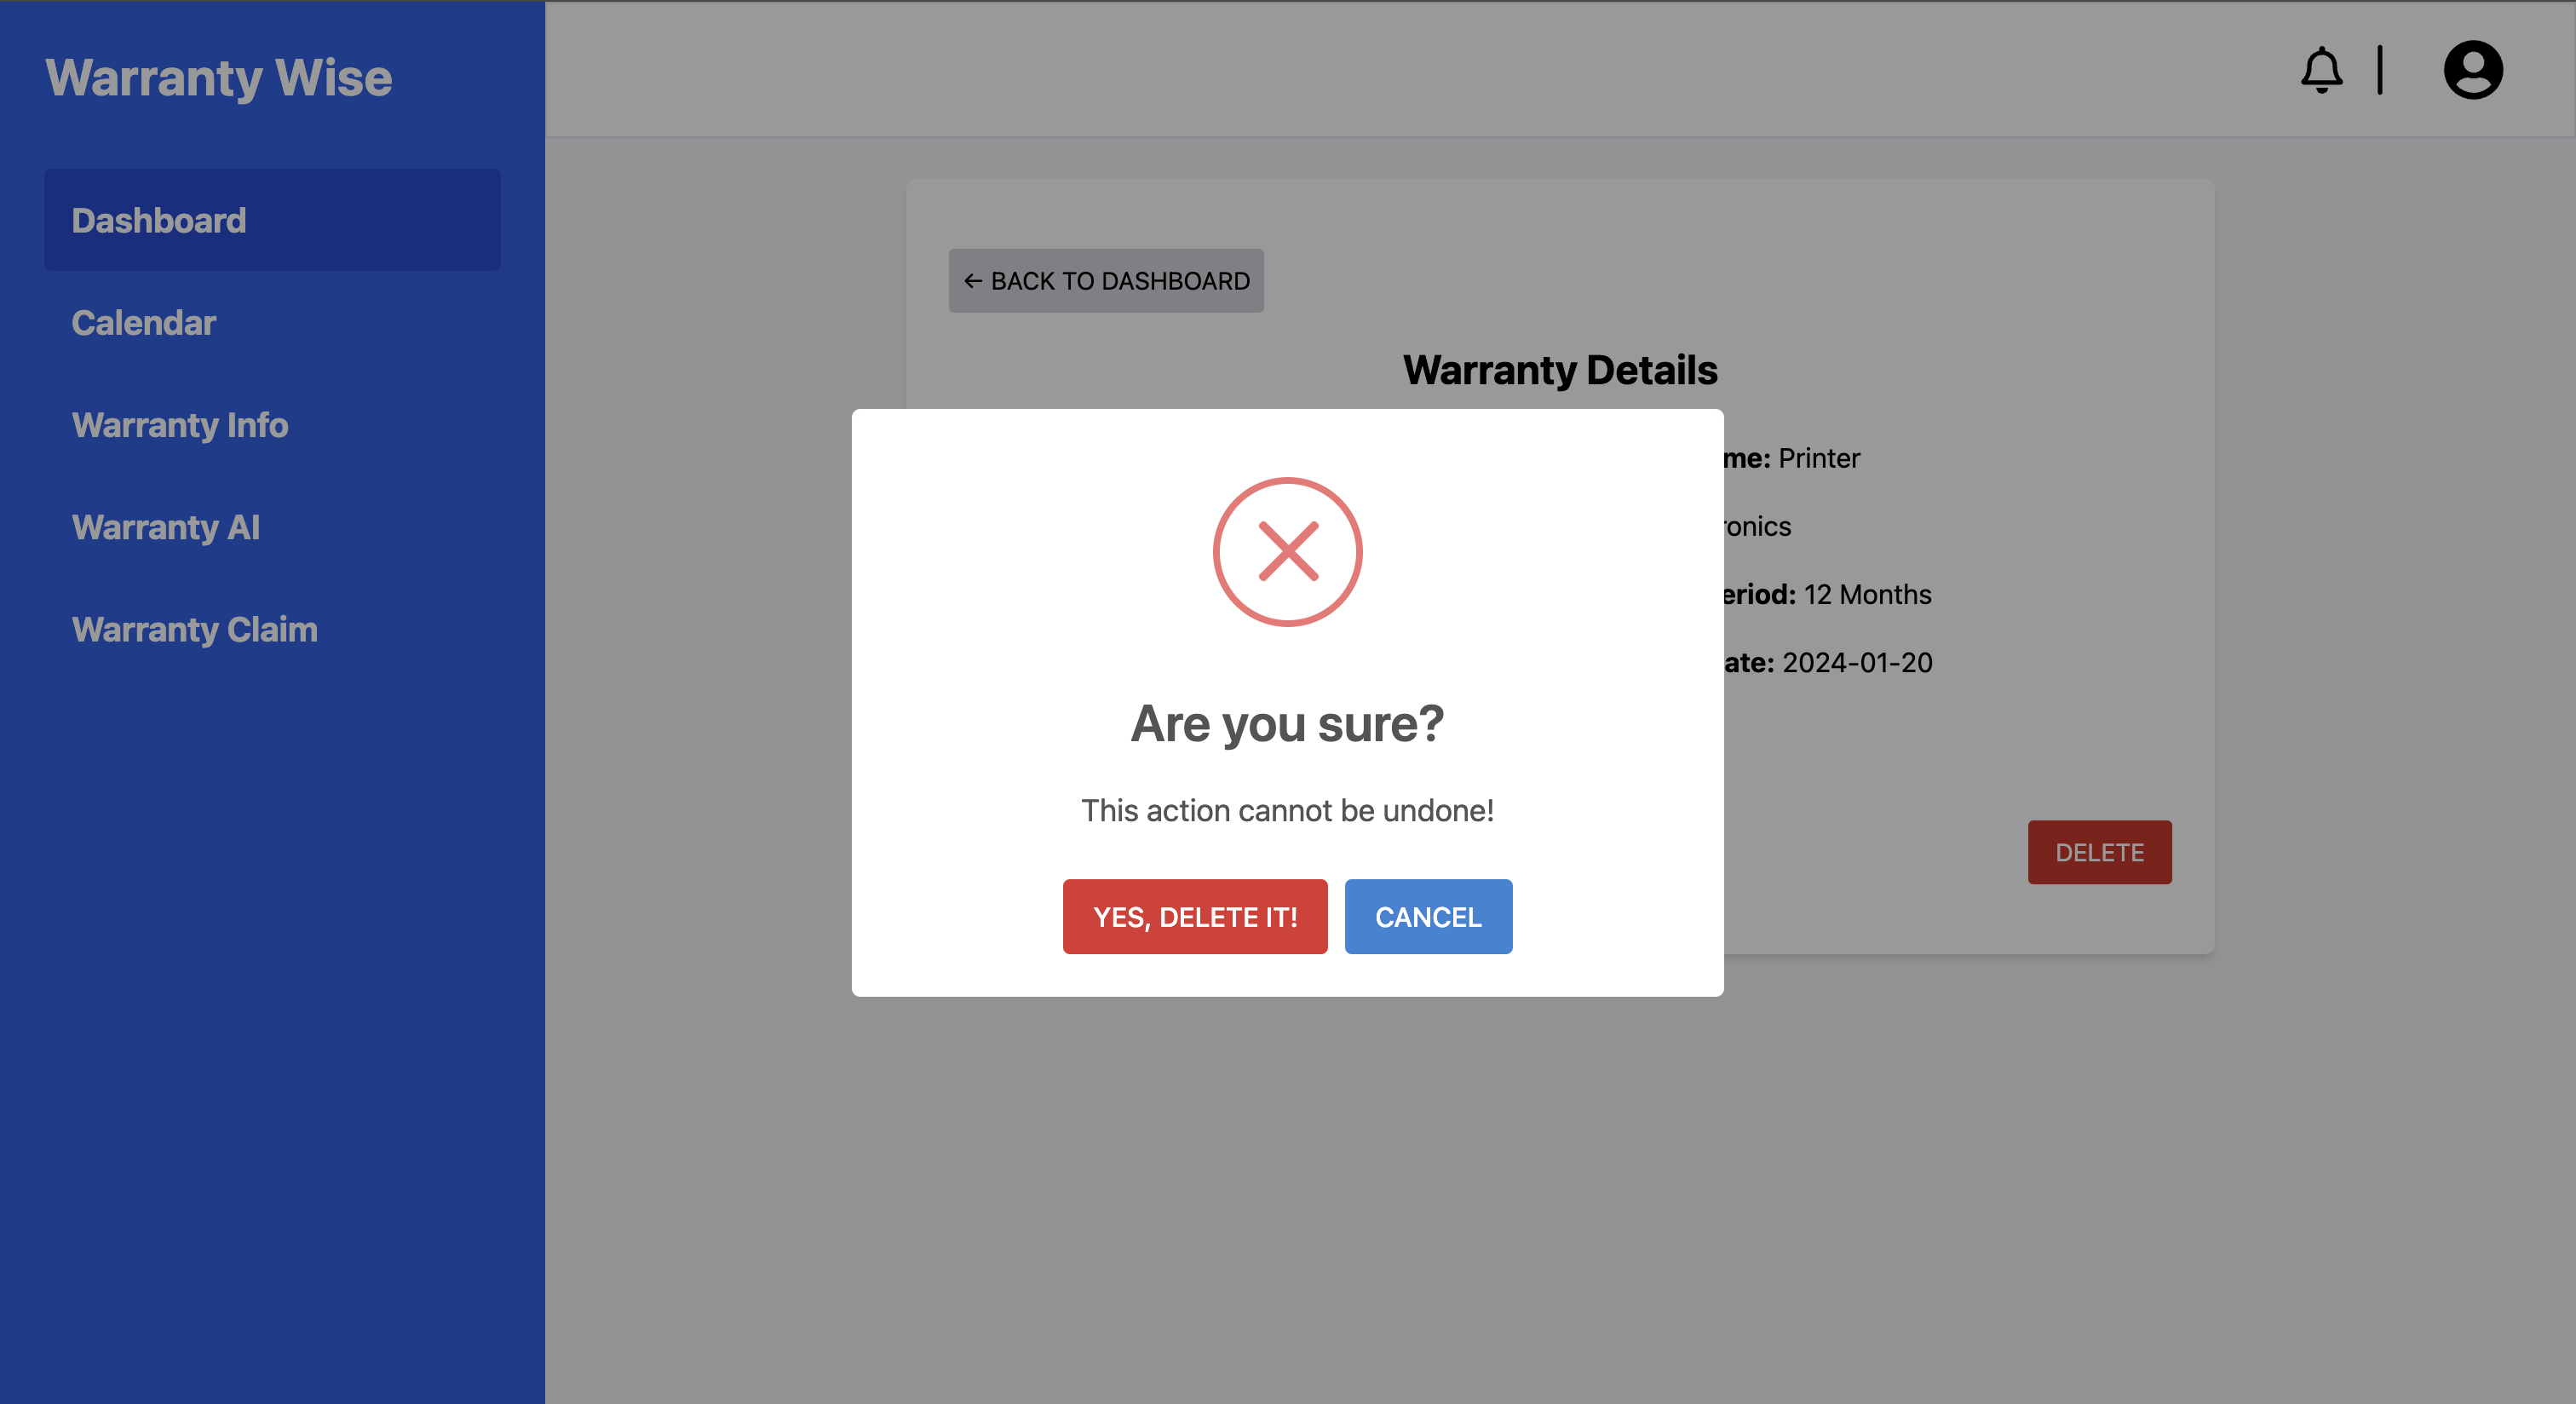 Warranty Wise
Dashboard
Calendar
Warranty Info
Warranty AI
Warranty Claim
← BACK TO DASHBOARD
Warranty Details
me: Printer
ronics
eriod: 12 Months
ate: 2024-01-20
DELETE
Are you sure?
This action cannot be undone!
YES, DELETE IT!
CANCEL